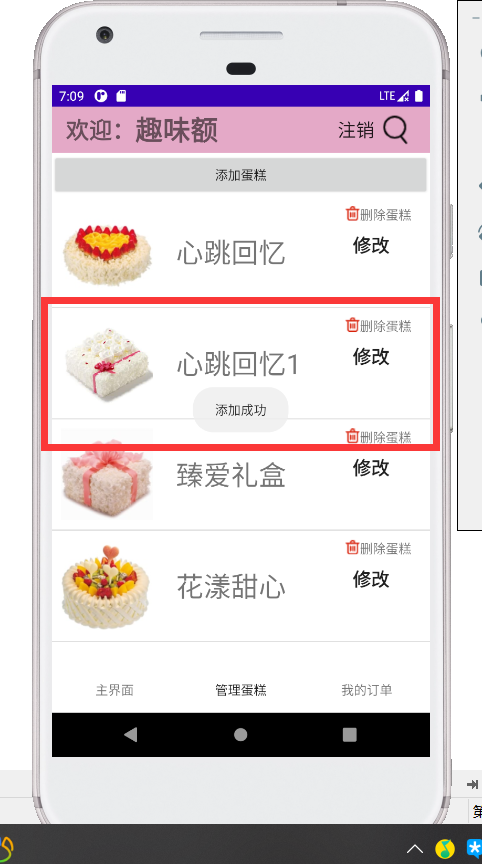 7:09 LTE
欢迎：趣味额 注销
添加蛋糕
删除蛋糕
心跳回忆 修改
删除蛋糕
心跳回忆1 修改
添加成功
删除蛋糕
臻爱礼盒 修改
删除蛋糕
花漾甜心 修改
主界面 管理蛋糕 我的订单